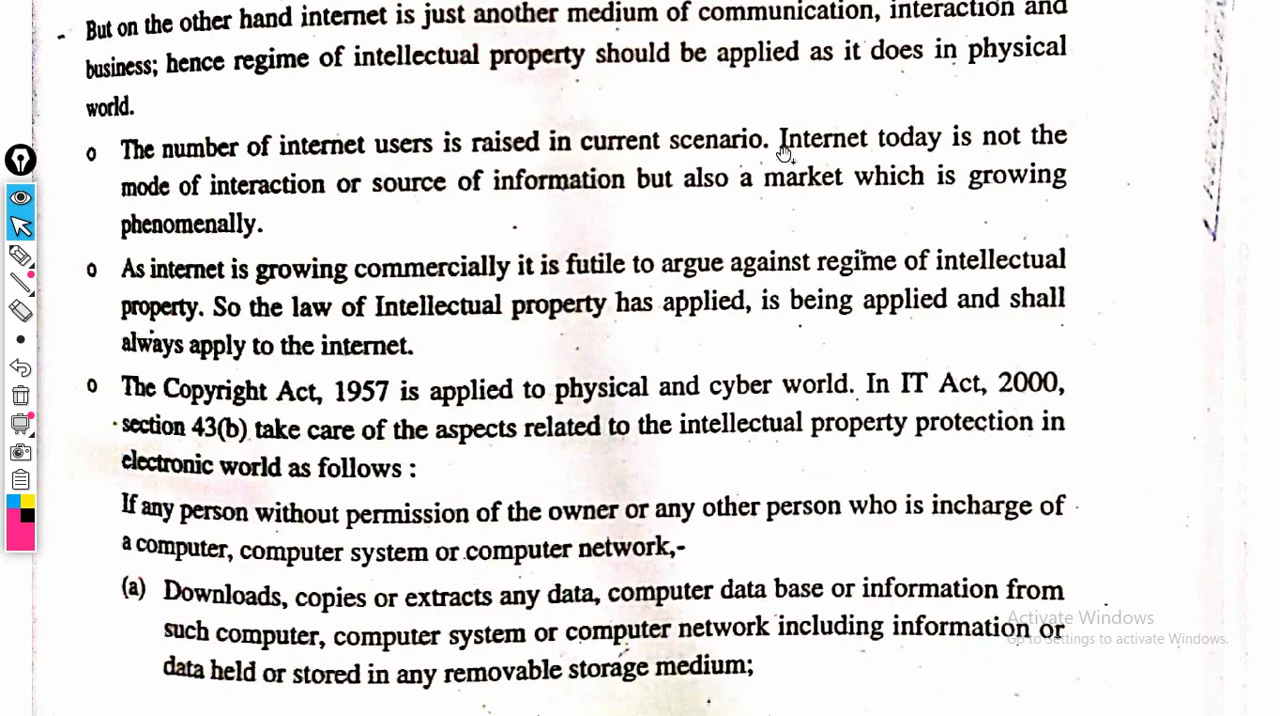 - But on the other hand internet is just another medium of communication, interaction and
business; hence regime of intellectual property should be applied as it does in physical
world.
o The number of internet users is raised in current scenario. Internet today is not the
mode of interaction or source of information but also a market which is growing
phenomenally.
o As internet is growing commercially it is futile to argue against regime of intellectual
property. So the law of Intellectual property has applied, is being applied and shall
always apply to the internet.
o The Copyright Act, 1957 is applied to physical and cyber world. In IT Act, 2000,
section 43(b) take care of the aspects related to the intellectual property protection in
electronic world as follows :
If any person without permission of the owner or any other person who is incharge of
a computer, computer system or computer network,-
(a) Downloads, copies or extracts any data, computer data base or information from
such computer, computer system or computer network including information or
data held or stored in any removable storage medium;
Activate Windows
Go to Settings to activate Windows.